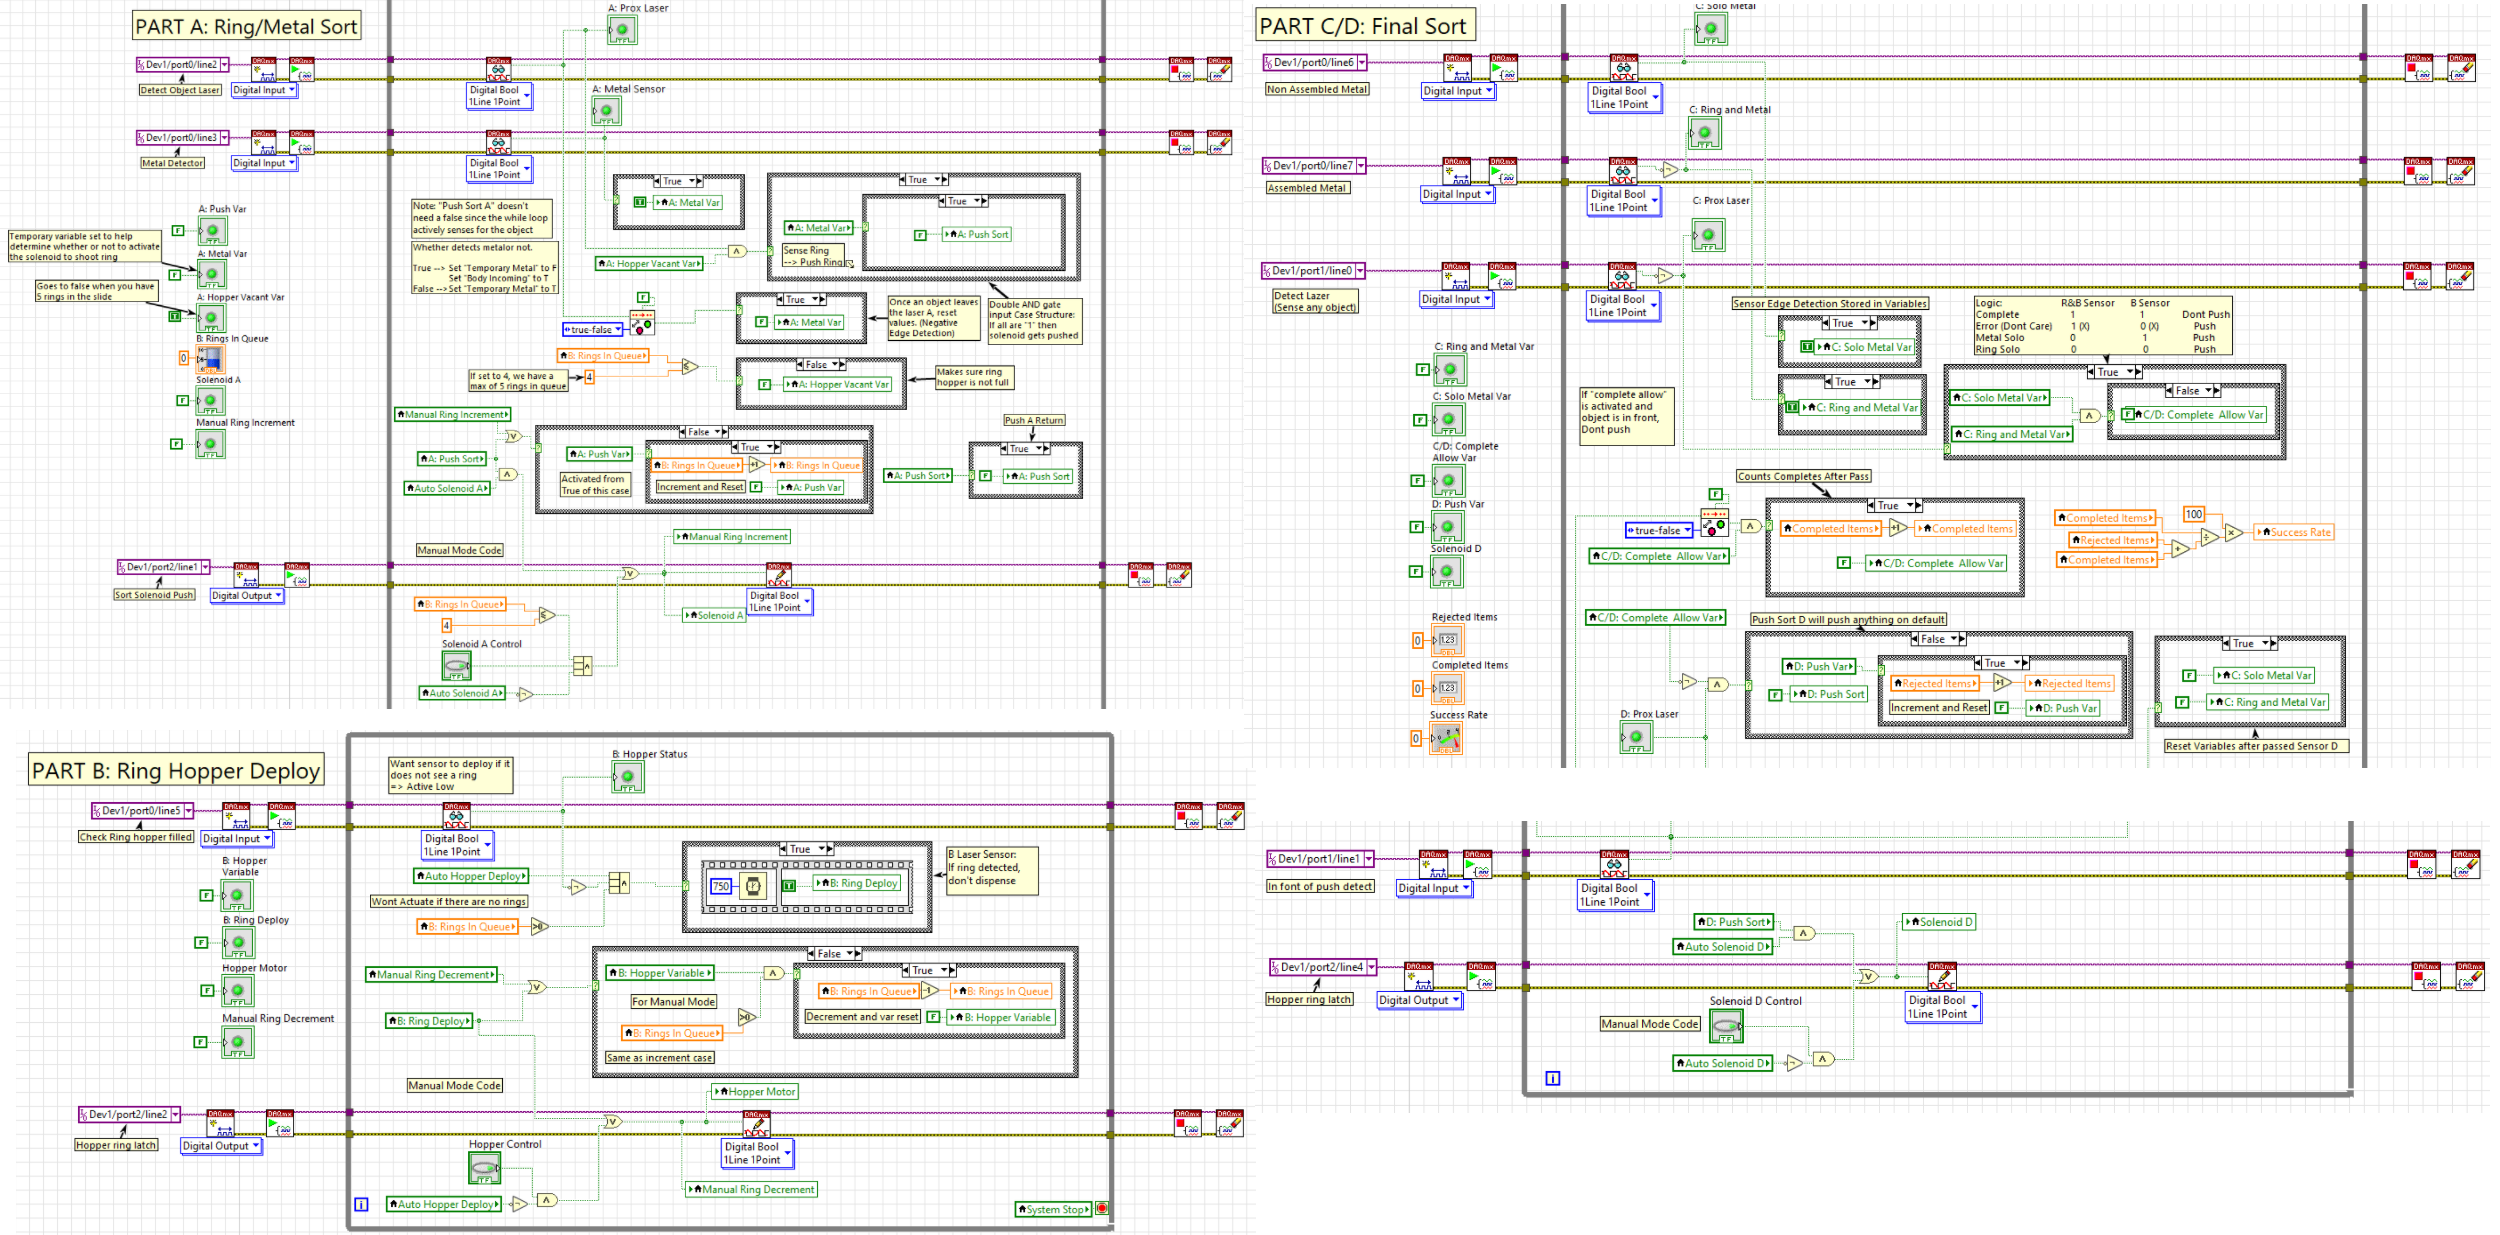 PART A: Ring/Metal Sort
A: Prox Laser
Dev1/port0/line2
Detect Object Laser
Digital Input
Digital Bool
1Line 1Point
A: Metal Sensor
Dev1/port0/line3
Metal Detector
Digital Input
Digital Bool
1Line 1Point
A: Push Var
Temporary variable set to help
determine whether or not to activate
the solenoid to shoot ring
A: Metal Var
Goes to false when you have
5 rings in the slide
A: Hopper Vacant Var
B: Rings In Queue
0
Solenoid A
Manual Ring Increment
Note: "Push Sort A" doesn't
need a false since the while loop
actively senses for the object
Whether detects metalor not.
True --> Set "Temporary Metal" to F
Set "Body Incoming" to T
False --> Set "Temporary Metal" to T
True
A: Metal Var
A: Hopper Vacant Var
True
A: Metal Var
Sense Ring
--> Push Ring
True
A: Push Sort
true-false
True
A: Metal Var
Once an object leaves
the laser A, reset
values. (Negative
Edge Detection)
Double AND gate
input Case Structure:
If all are "1" then
solenoid gets pushed
B: Rings In Queue
If set to 4, we have a
max of 5 rings in queue
4
False
A: Hopper Vacant Var
Makes sure ring
hopper is not full
Manual Ring Increment
A: Push Sort
Auto Solenoid A
False
A: Push Var
Activated from
True of this case
True
B: Rings In Queue
+1
B: Rings In Queue
Increment and Reset
A: Push Var
Push A Return
A: Push Sort
True
A: Push Sort
Manual Mode Code
Manual Ring Increment
Dev1/port2/line1
Sort Solenoid Push
Digital Output
Digital Bool
1Line 1Point
Solenoid A
B: Rings In Queue
4
Solenoid A Control
Auto Solenoid A
PART B: Ring Hopper Deploy
Want sensor to deploy if it
does not see a ring
=> Active Low
B: Hopper Status
Dev1/port0/line5
Check Ring hopper filled
Digital Input
Digital Bool
1Line 1Point
B: Hopper
Variable
B: Ring Deploy
Hopper Motor
Manual Ring Decrement
Auto Hopper Deploy
Wont Actuate if there are no rings
B: Rings In Queue
>0
True
750
B: Ring Deploy
B Laser Sensor:
If ring detected,
don't dispense
Manual Ring Decrement
B: Ring Deploy
False
B: Hopper Variable
For Manual Mode
B: Rings In Queue
>0
Same as increment case
True
B: Rings In Queue
-1
B: Rings In Queue
Decrement and var reset
B: Hopper Variable
Manual Mode Code
Hopper Motor
Dev1/port2/line2
Hopper ring latch
Digital Output
Digital Bool
1Line 1Point
Hopper Control
Auto Hopper Deploy
Manual Ring Decrement
i
System Stop
PART C/D: Final Sort
C: Solo Metal
Dev1/port0/line6
Non Assembled Metal
Digital Input
Digital Bool
1Line 1Point
C: Ring and Metal
Dev1/port0/line7
Assembled Metal
Digital Input
Digital Bool
1Line 1Point
C: Prox Laser
Dev1/port1/line0
Detect Lazer
(Sense any object)
Digital Input
Digital Bool
1Line 1Point
Sensor Edge Detection Stored in Variables
True
C: Solo Metal Var
True
C: Ring and Metal Var
Logic: R&B Sensor B Sensor
Complete 1 1 Dont Push
Error (Dont Care) 1 (X) 0 (X) Push
Metal Solo 0 1 Push
Ring Solo 0 0 Push
True
C: Solo Metal Var
C: Ring and Metal Var
False
C/D: Complete Allow Var
If "complete allow"
is activated and
object is in front,
Dont push
C: Ring and Metal Var
C: Solo Metal Var
C/D: Complete
Allow Var
D: Push Var
Solenoid D
Rejected Items
0
Completed Items
0
Success Rate
0
Counts Completes After Pass
true-false
C/D: Complete Allow Var
True
Completed Items
+1
Completed Items
C/D: Complete Allow Var
Completed Items
Rejected Items
Completed Items
100
Success Rate
C/D: Complete Allow Var
Push Sort D will push anything on default
False
D: Push Var
D: Push Sort
True
Rejected Items
+1
Rejected Items
Increment and Reset
D: Push Var
True
C: Solo Metal Var
C: Ring and Metal Var
Reset Variables after passed Sensor D
D: Prox Laser
Dev1/port1/line1
In font of push detect
Digital Input
Digital Bool
1Line 1Point
D: Push Sort
Auto Solenoid D
Solenoid D
Dev1/port2/line4
Hopper ring latch
Digital Output
Digital Bool
1Line 1Point
Solenoid D Control
Manual Mode Code
Auto Solenoid D
i